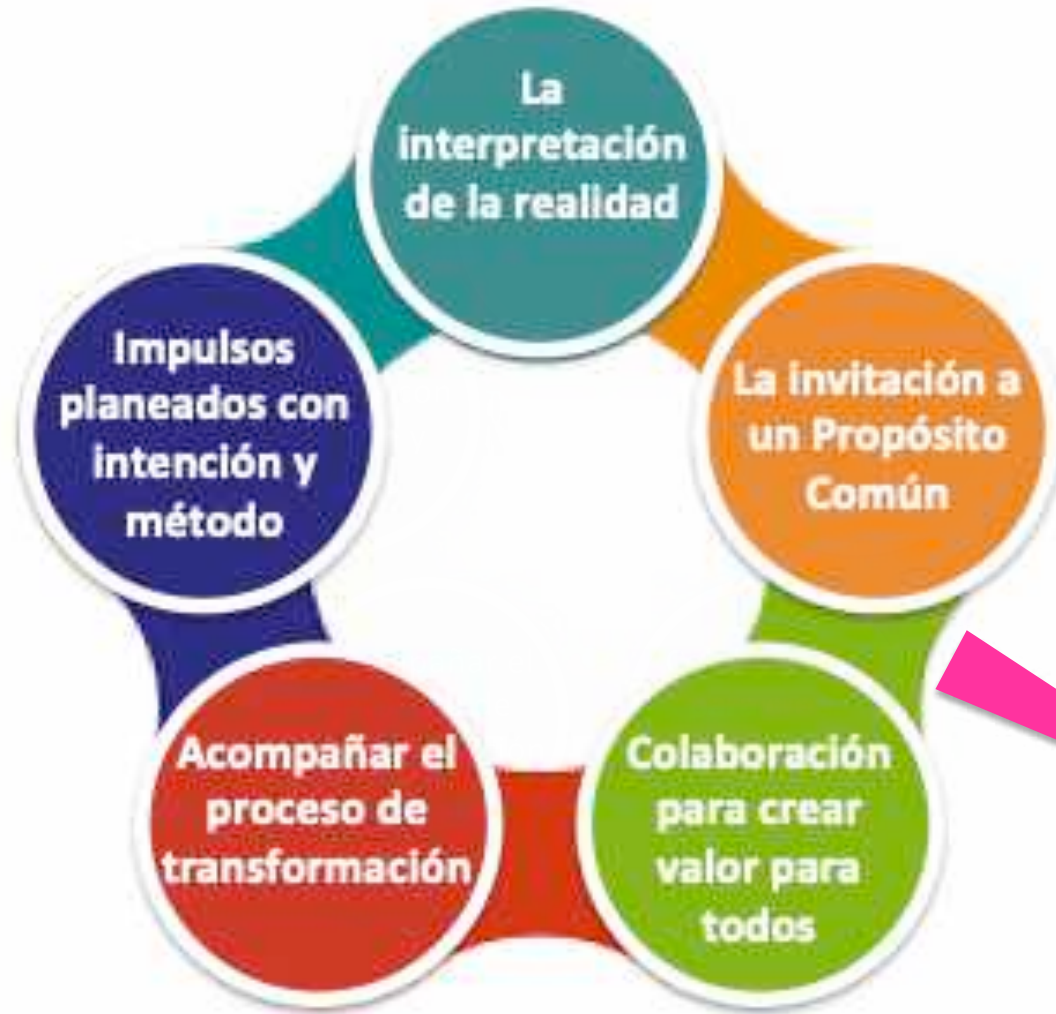 La
interpretación
de la realidad
La invitación a
un Propósito
Común
Colaboración
para crear
valor para
todos
Acompañar el
proceso de
transformación
Impulsos
planeados con
intención y
método